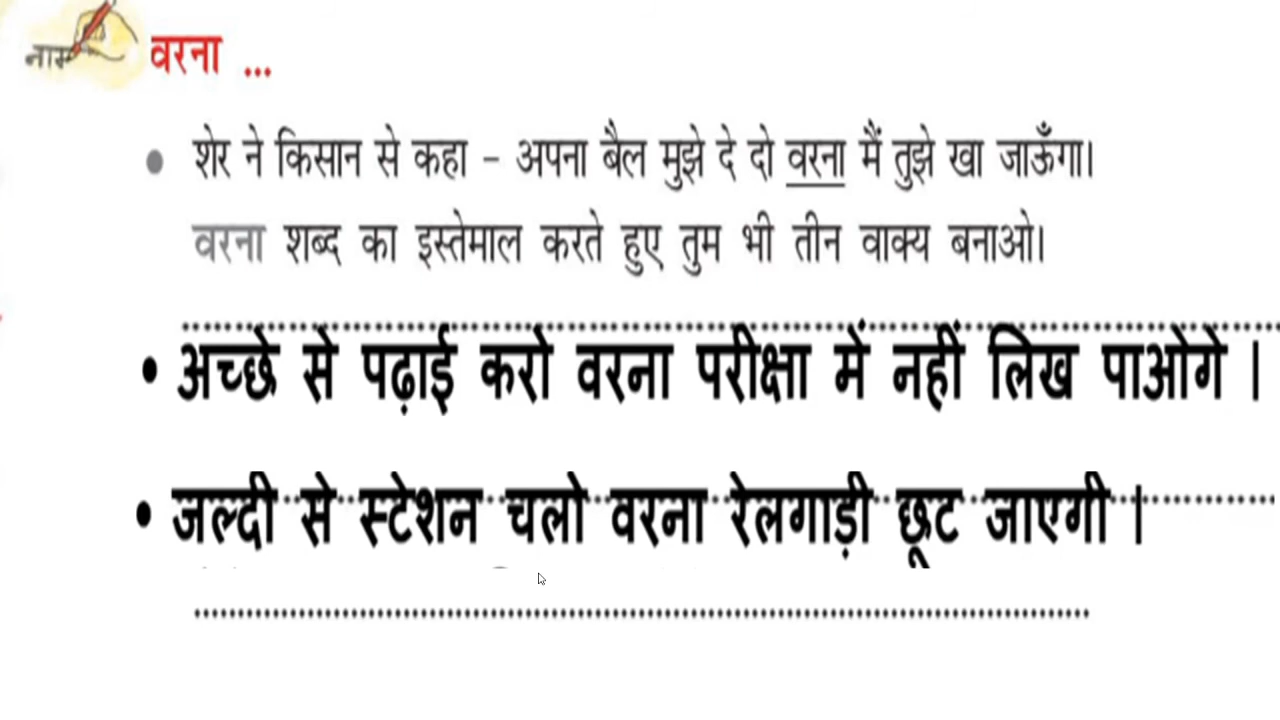 वरना ...
• शेर ने किसान से कहा - अपना बैल मुझे दे दो वरना मैं तुझे खा जाऊँगा।
वरना शब्द का इस्तेमाल करते हुए तुम भी तीन वाक्य बनाओ।
• अच्छे से पढ़ाई करो वरना परीक्षा में नहीं लिख पाओगे |
• जल्दी से स्टेशन चलो वरना रेलगाड़ी छूट जाएगी |